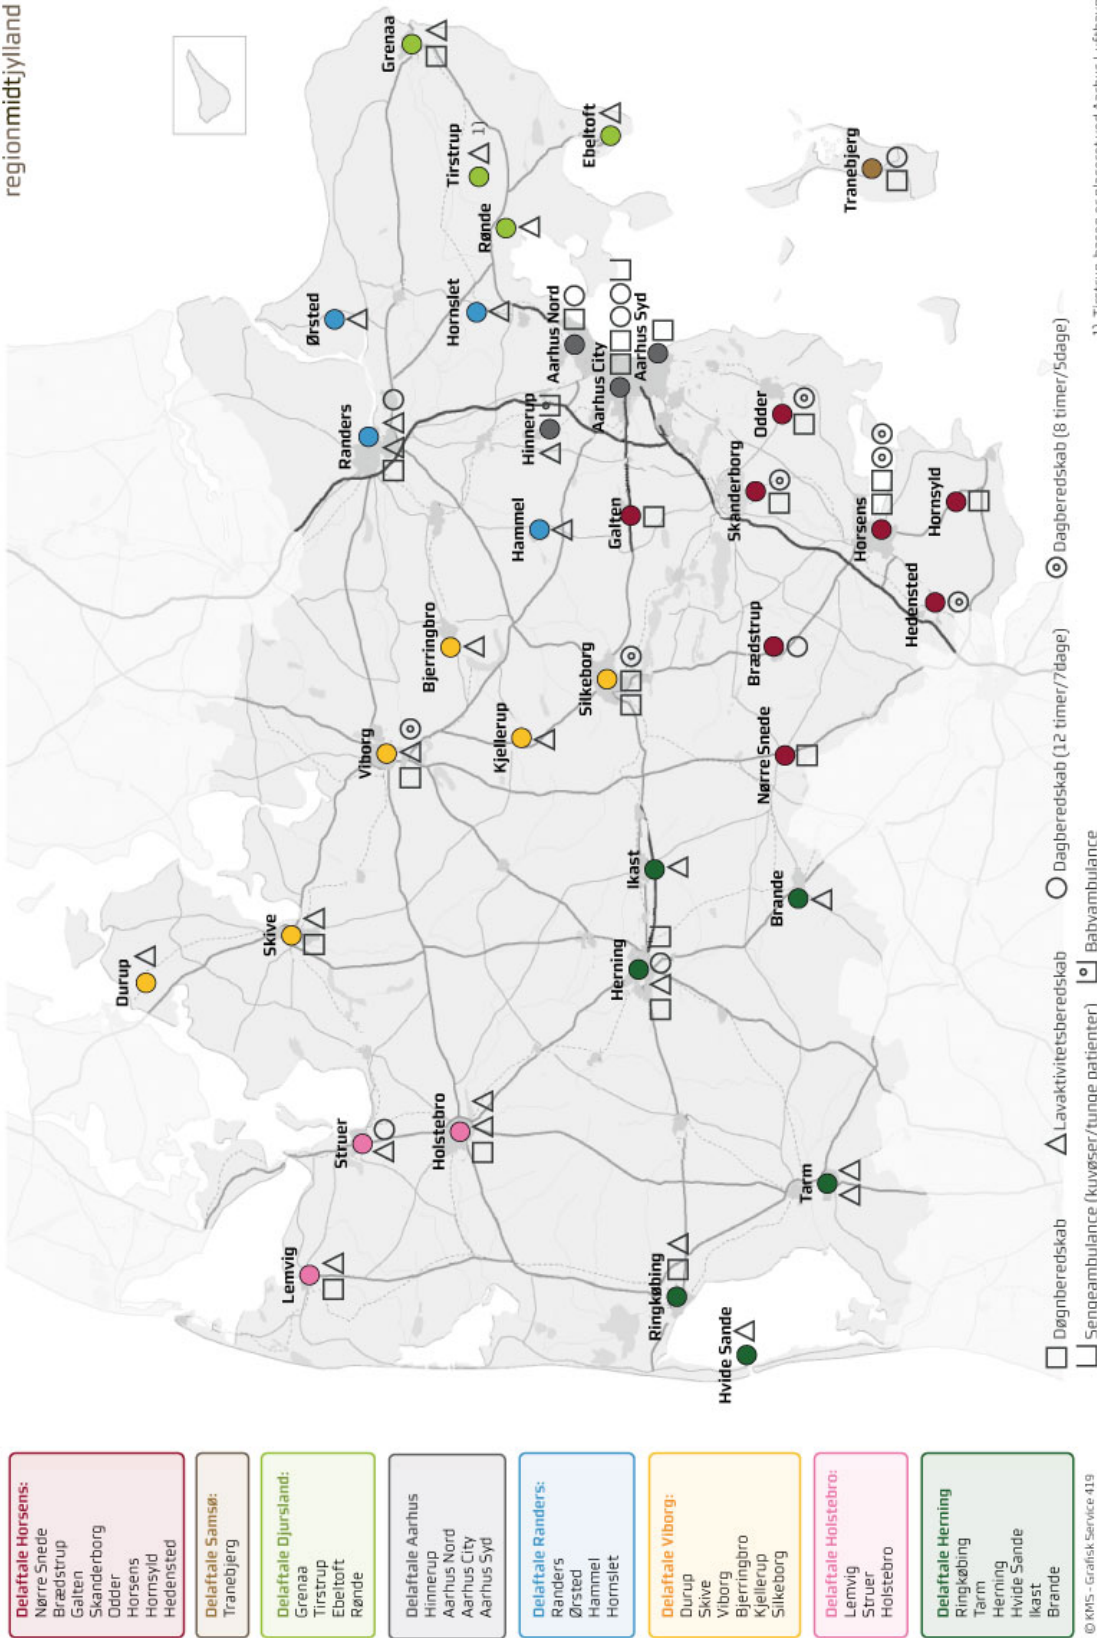 regionmidtjylland
Grenaa
Tirstrup
1)
Ebeltoft
Rønde
Tranebjerg
Ørsted
Hornslet
Aarhus Nord
Aarhus City
Aarhus Syd
Randers
Hinnerup
Odder
Hammel
Galten
Skanderborg
Horsens
Hornsyld
Hedensted
Bjerringbro
Silkeborg
Brædstrup
Viborg
Kjellerup
Nørre Snede
Ikast
Brande
Skive
Durup
Herning
Struer
Holstebro
Tarm
Lemvig
Ringkøbing
Hvide Sande
Døgnberedskab
Lavaktivitetsberedskab
Dagberedskab (12 timer/7dage)
Dagberedskab (8 timer/5dage)
Sengeambulance (kuvøser/tunge patienter)
Babyambulance
Delaftale Horsens:
Nørre Snede
Brædstrup
Galten
Skanderborg
Odder
Horsens
Hornsyld
Hedensted
Delaftale Samsø:
Tranebjerg
Delaftale Djursland:
Grenaa
Tirstrup
Ebeltoft
Rønde
Delaftale Aarhus
Hinnerup
Aarhus Nord
Aarhus City
Aarhus Syd
Delaftale Randers:
Randers
Ørsted
Hammel
Hornslet
Delaftale Viborg:
Durup
Skive
Viborg
Bjerringbro
Kjellerup
Silkeborg
Delaftale Holstebro:
Lemvig
Struer
Holstebro
Delaftale Herning
Ringkøbing
Tarm
Herning
Hvide Sande
Ikast
Brande
© KMS - Grafisk Service 419